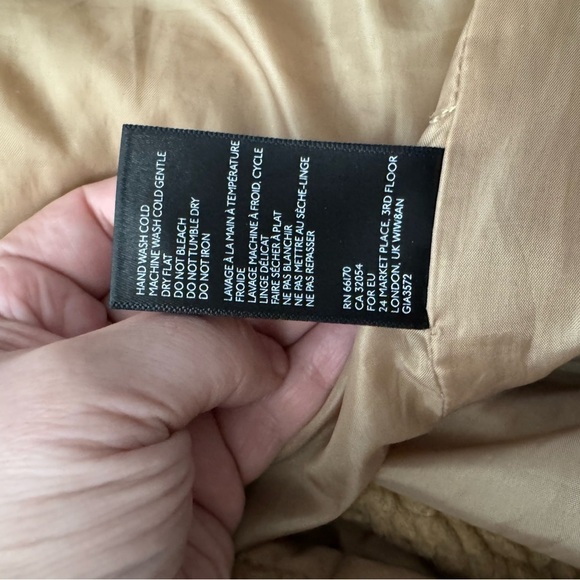 HAND WASH COLD
MACHINE WASH COLD GENTLE
DRY FLAT
DO NOT BLEACH
DO NOT TUMBLE DRY
DO NOT IRON
LAVAGE À LA MAIN À TEMPÉRATURE
FROIDE
LAVAGE MACHINE À FROID, CYCLE
LINGE DÉLICAT
FAIRE SÉCHER À PLAT
NE PAS BLANCHIR
NE PAS METTRE AU SÈCHE-LINGE
NE PAS REPASSER
RN 66170
CA 32054
FOR EU
24 MARKET PLACE, 3RD FLOOR
LONDON, UK W1W8AN
GIA3572